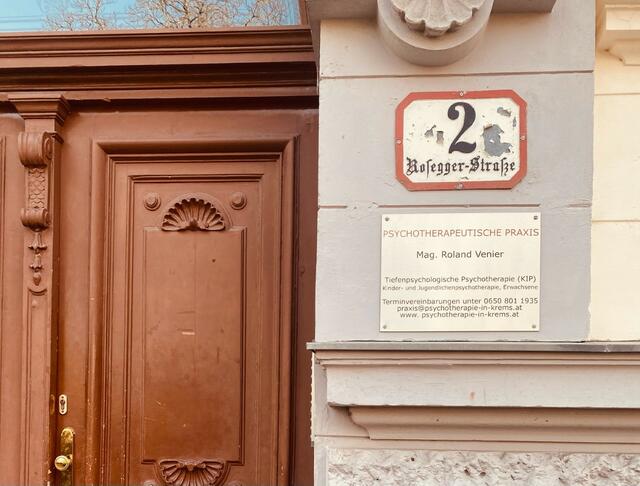 2
Rosegger-Straße
PSYCHOTHERAPEUTISCHE PRAXIS
Mag. Roland Venier
Tiefenpsychologische Psychotherapie (KIP)
Kinder- und Jugendlichenpsychotherapie, Erwachsene
Terminvereinbarungen unter 0650 801 1935
praxis@psychotherapie-in-krems.at
www. psychotherapie-in-krems.at